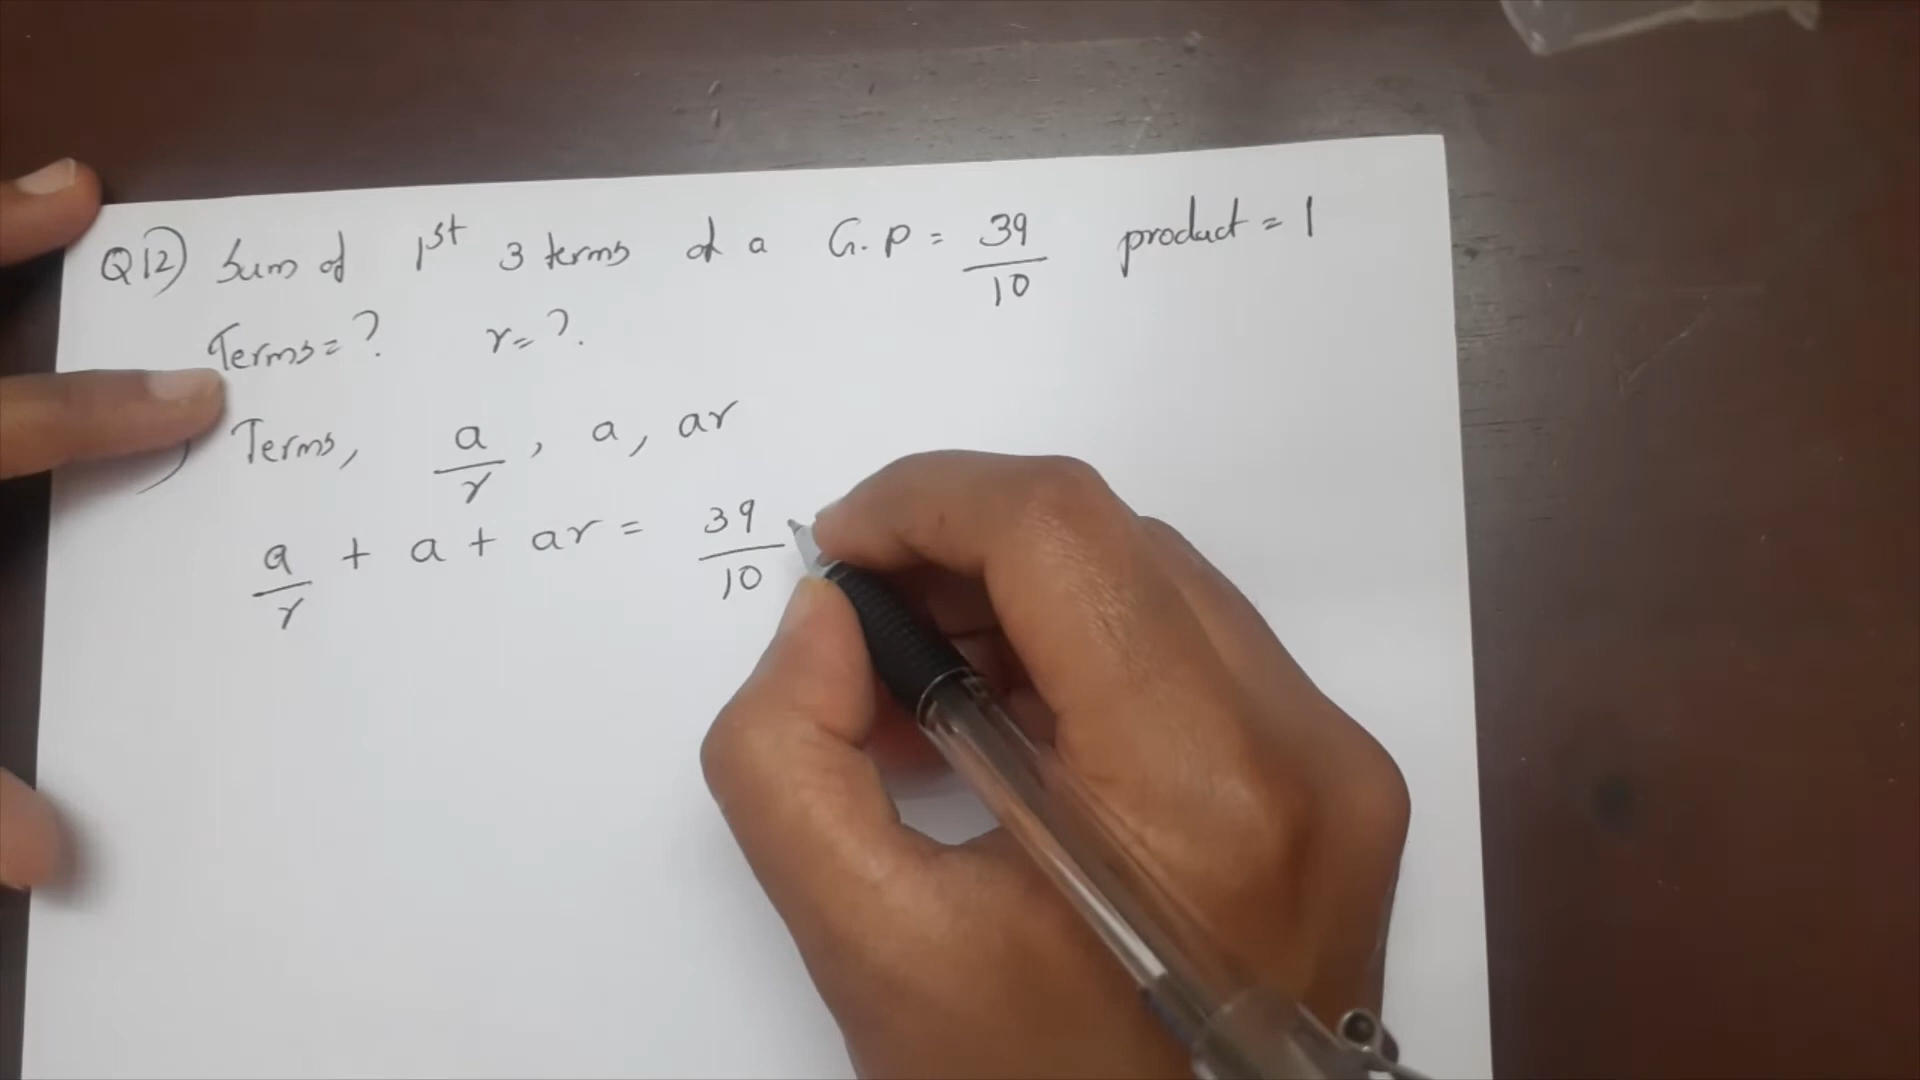 Q12) Sum of 1st 3 terms of a G.P = 39/10 product = 1
Terms = ? r = ?.
Terms, a/r, a, ar
a/r + a + ar = 39/10